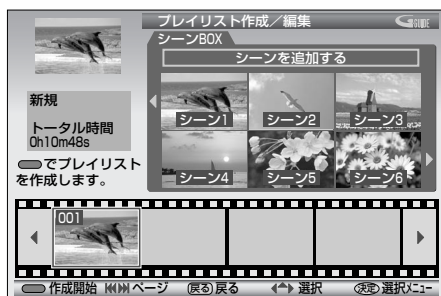 プレイリスト作成／編集
G GUIDE
シーンBOX
シーンを追加する
シーン1
シーン2
シーン3
新規
トータル時間
0h10m48s
シーン4
シーン5
シーン6
でプレイリスト
を作成します。
001
作成開始 ページ 戻る 戻る 選択 決定 選択メニュー